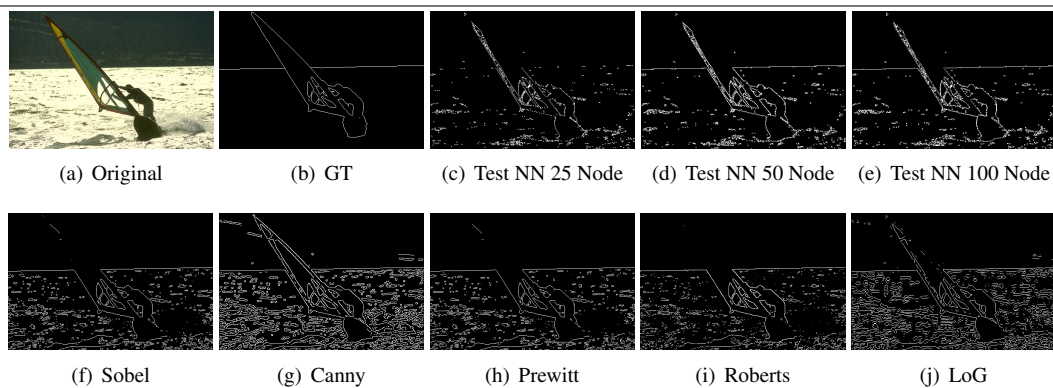 (a) Original
(b) GT
(c) Test NN 25 Node
(d) Test NN 50 Node
(e) Test NN 100 Node
(f) Sobel
(g) Canny
(h) Prewitt
(i) Roberts
(j) LoG